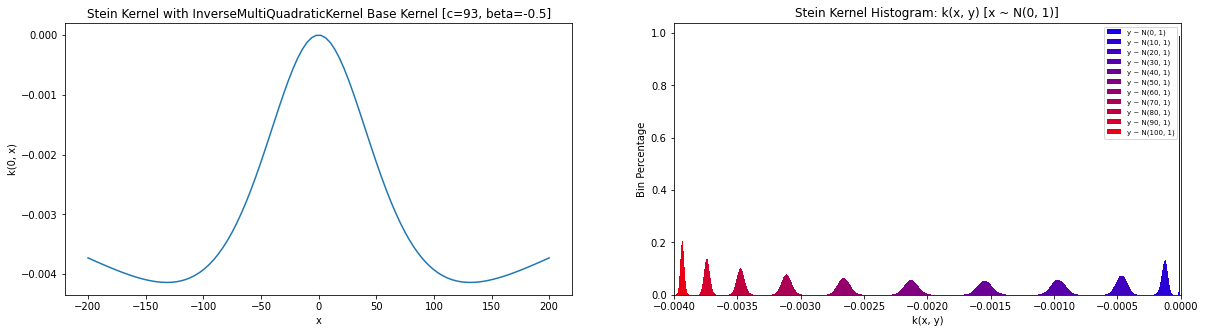 Stein Kernel with InverseMultiQuadraticKernel Base Kernel [c=93, beta=-0.5]
0.000
−0.001
−0.002
−0.003
−0.004
k(0, x)
−200
−150
−100
−50
0
50
100
150
200
x
Stein Kernel Histogram: k(x, y) [x ~ N(0, 1)]
1.0
0.8
0.6
0.4
0.2
0.0
Bin Percentage
y ~ N(0, 1)
y ~ N(10, 1)
y ~ N(20, 1)
y ~ N(30, 1)
y ~ N(40, 1)
y ~ N(50, 1)
y ~ N(60, 1)
y ~ N(70, 1)
y ~ N(80, 1)
y ~ N(90, 1)
y ~ N(100, 1)
−0.0040
−0.0035
−0.0030
−0.0025
−0.0020
−0.0015
−0.0010
−0.0005
0.0000
k(x, y)